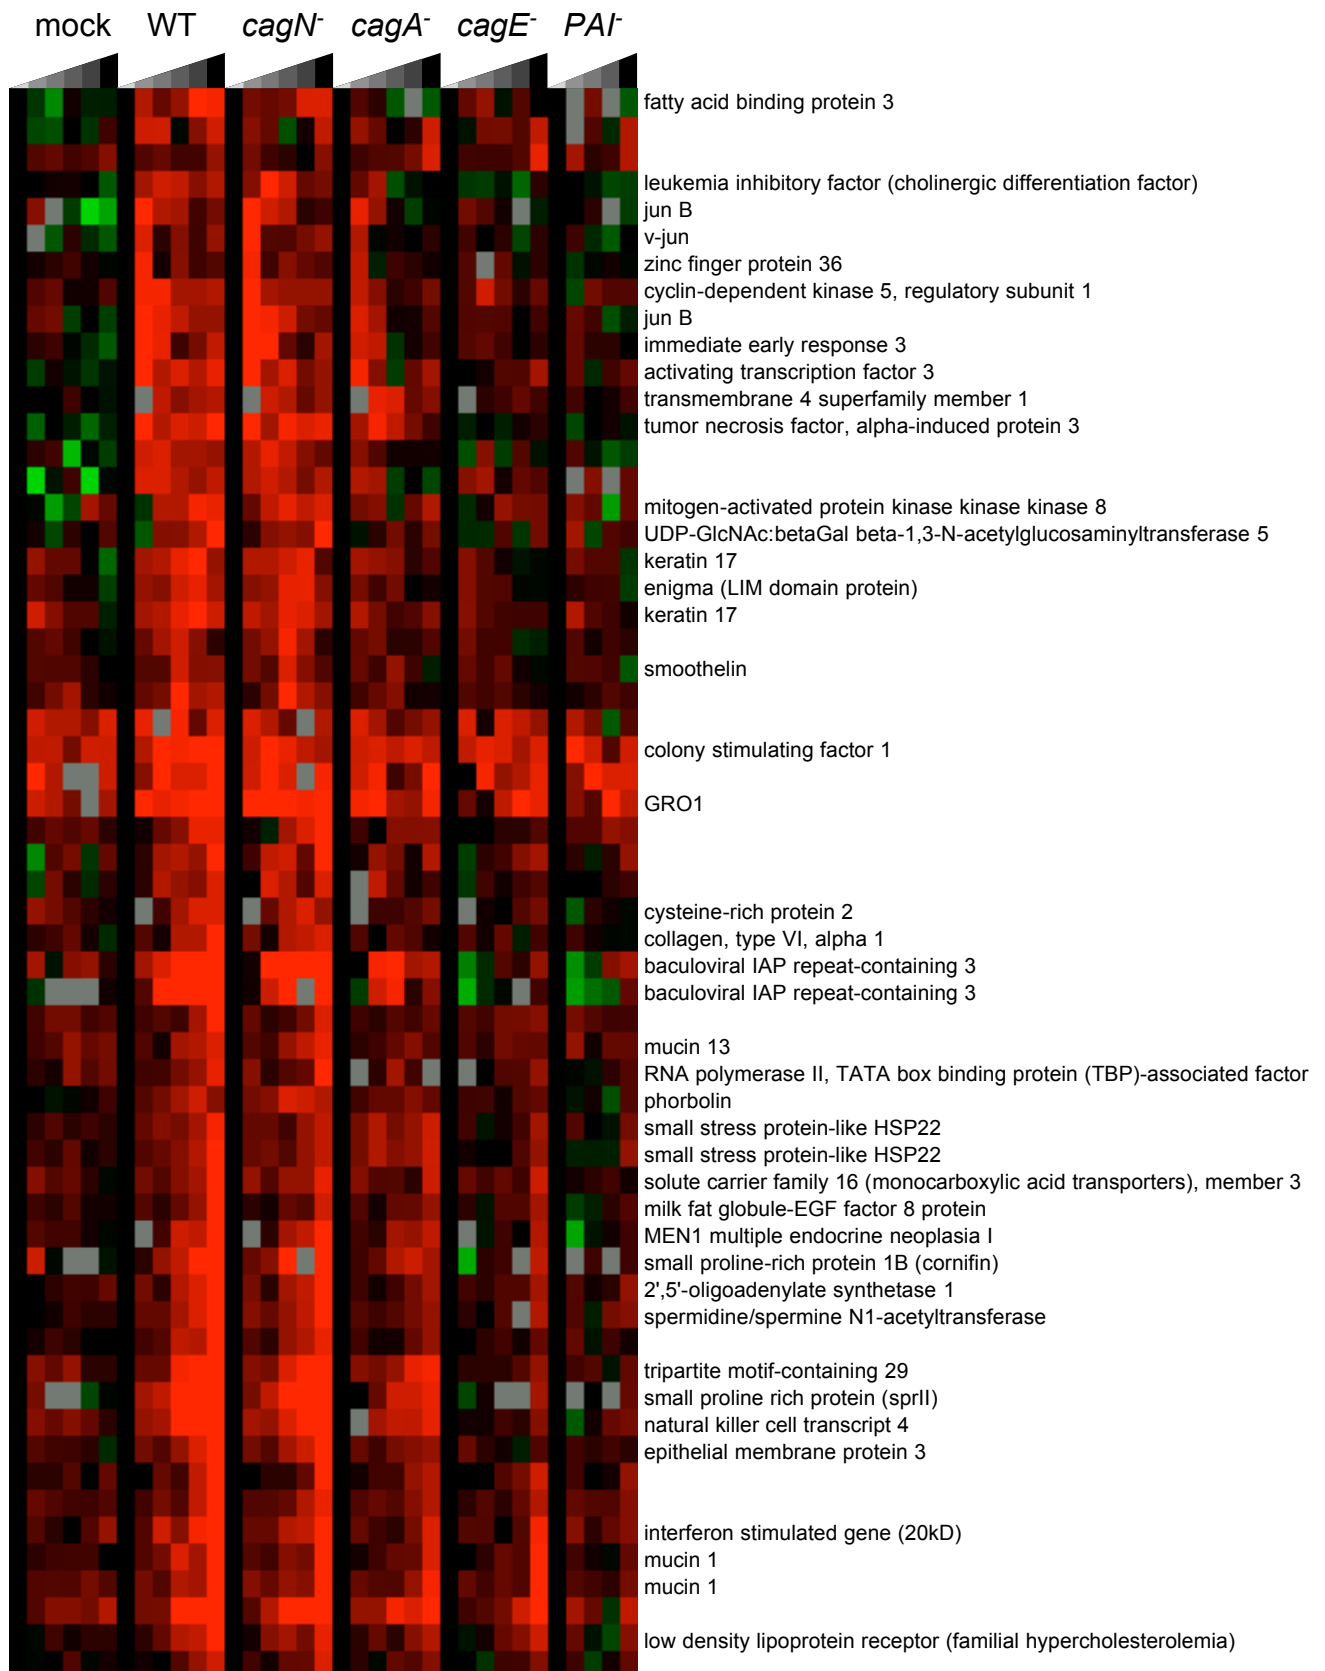 mock WT cagN- cagA- cagE- PAI-
fatty acid binding protein 3
leukemia inhibitory factor (cholinergic differentiation factor)
jun B
v-jun
zinc finger protein 36
cyclin-dependent kinase 5, regulatory subunit 1
jun B
immediate early response 3
activating transcription factor 3
transmembrane 4 superfamily member 1
tumor necrosis factor, alpha-induced protein 3
mitogen-activated protein kinase kinase kinase 8
UDP-GlcNAc:betaGal beta-1,3-N-acetylglucosaminyltransferase 5
keratin 17
enigma (LIM domain protein)
keratin 17
smoothelin
colony stimulating factor 1
GRO1
cysteine-rich protein 2
collagen, type VI, alpha 1
baculoviral IAP repeat-containing 3
baculoviral IAP repeat-containing 3
mucin 13
RNA polymerase II, TATA box binding protein (TBP)-associated factor
phorbolin
small stress protein-like HSP22
small stress protein-like HSP22
solute carrier family 16 (monocarboxylic acid transporters), member 3
milk fat globule-EGF factor 8 protein
MEN1 multiple endocrine neoplasia I
small proline-rich protein 1B (cornifin)
2',5'-oligoadenylate synthetase 1
spermidine/spermine N1-acetyltransferase
tripartite motif-containing 29
small proline rich protein (sprII)
natural killer cell transcript 4
epithelial membrane protein 3
interferon stimulated gene (20kD)
mucin 1
mucin 1
low density lipoprotein receptor (familial hypercholesterolemia)